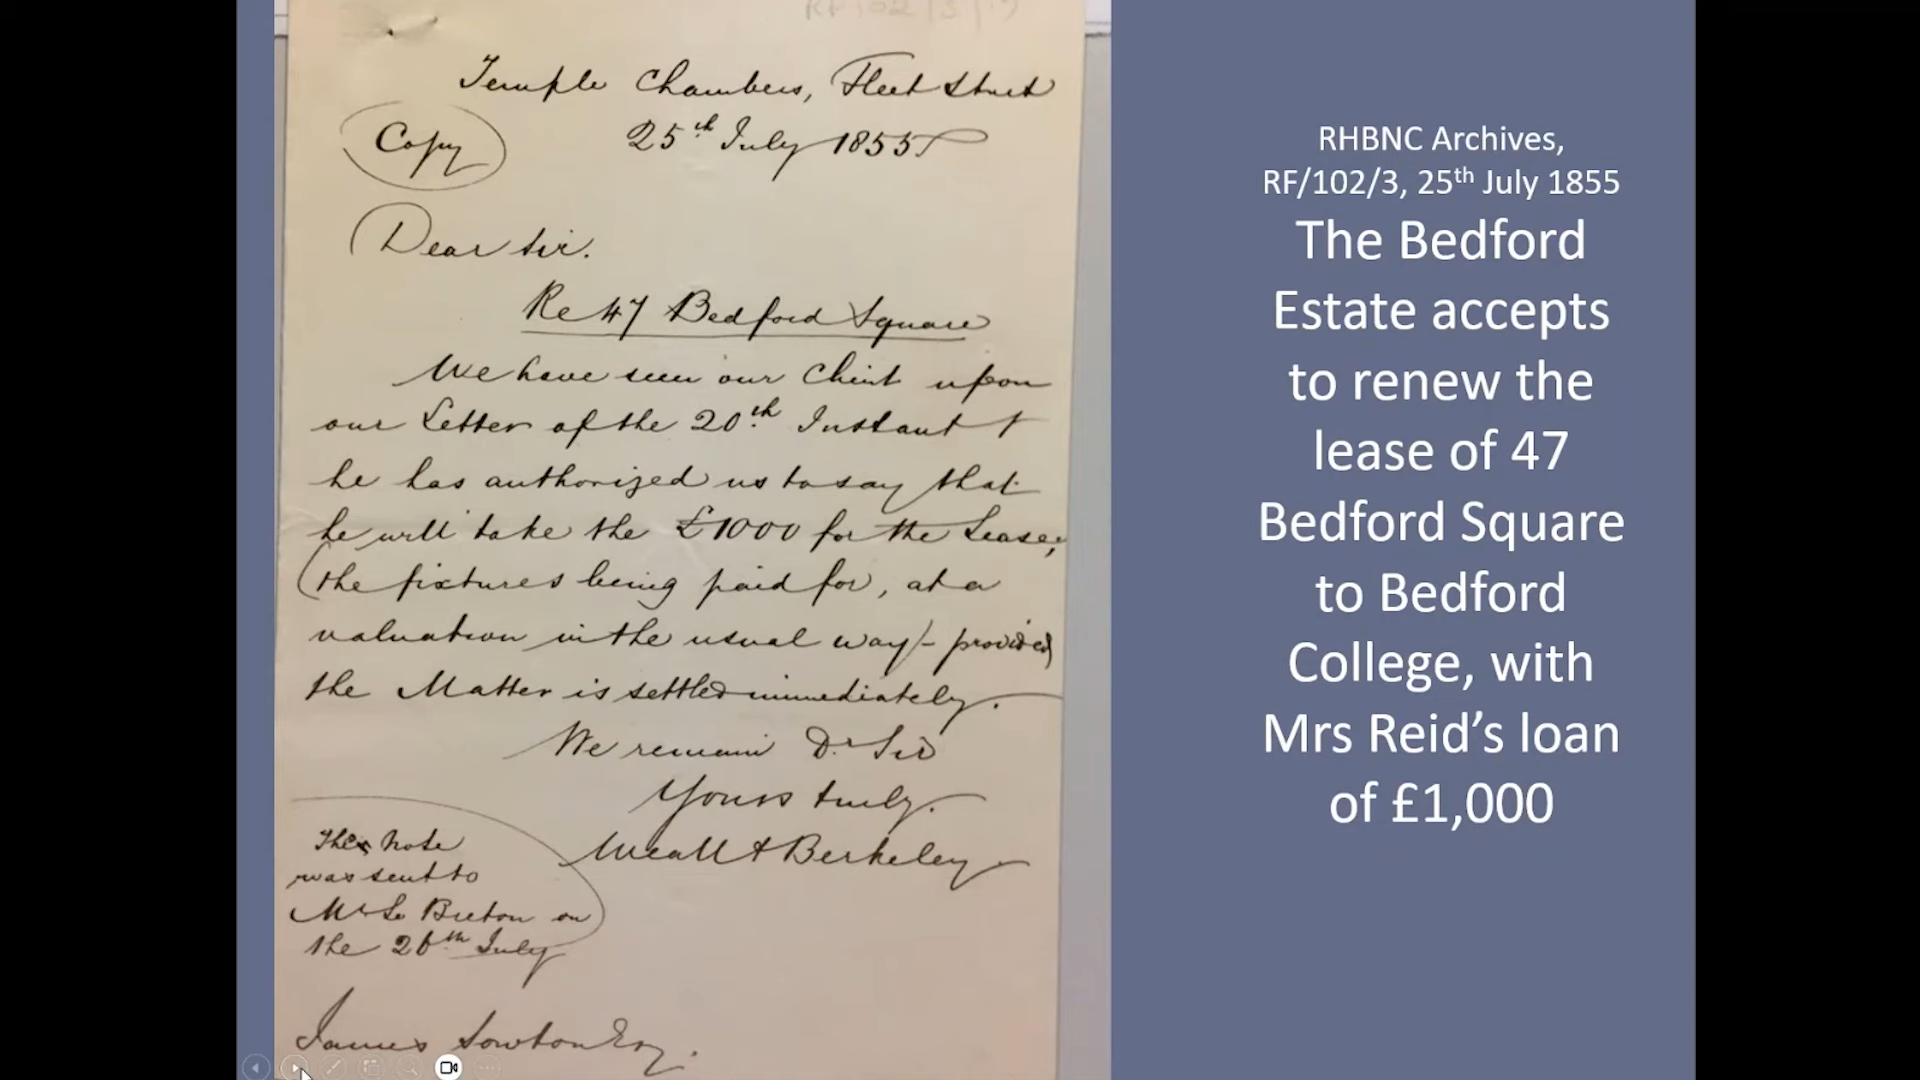 RF102/3/
Temple Chambers, Fleet Street
25th July 1855
Copy
Dear Sir.
Re 47 Bedford Square
We have seen our Client upon
our Letter of the 20th Instant &
he has authorized us to say that
he will take the £1000 for the Lease,
(the fixtures being paid for, at a
valuation in the usual way)- provided
the Matter is settled immediately.
We remain Dr Sir
Yours truly.
& Berkeley
The Note
was sent to
Mr Le Breton on
the 26th July
James Sowton Esq.
RHBNC Archives,
RF/102/3, 25th July 1855
The Bedford
Estate accepts
to renew the
lease of 47
Bedford Square
to Bedford
College, with
Mrs Reid’s loan
of £1,000